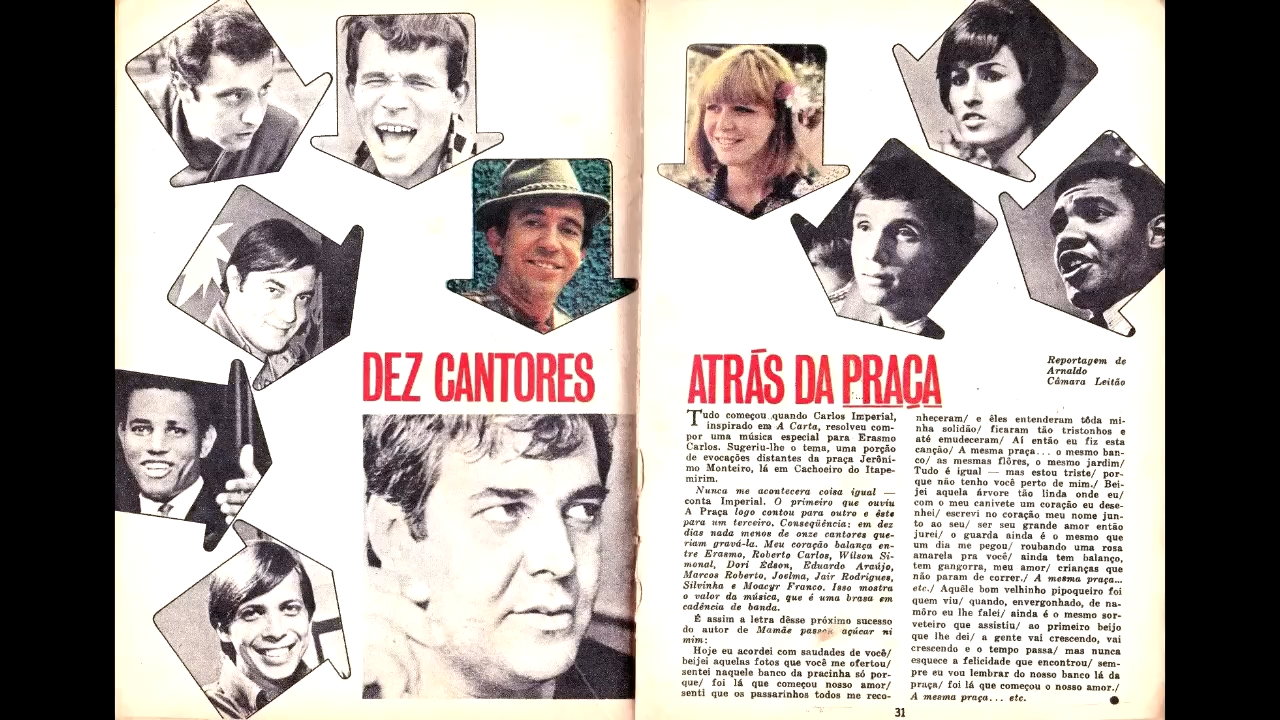 DEZ CANTORES
ATRÁS DA PRAÇA
Reportagem de
Arnaldo
Câmara Leitão
Tudo começou quando Carlos Imperial,
inspirado em A Carta, resolveu com-
por uma música especial para Erasmo
Carlos. Sugeriu-lhe o tema, uma porção
de evocações distantes da praça Jerôni-
mo Monteiro, lá em Cachoeiro do Itape-
mirim.
Nunca me acontecera coisa igual —
conta Imperial. O primeiro que ouviu
A Praça logo contou para outro e êste
para um terceiro. Conseqüência: em dez
dias nada menos de onze cantores que-
riam gravá-la. Meu coração balança en-
tre Erasmo, Roberto Carlos, Wilson Si-
monal, Dori Édson, Eduardo Araújo,
Marcos Roberto, Joelma, Jair Rodrigues,
Silvinha e Moacyr Franco. Isso mostra
o valor da música, que é uma brasa em
cadência de banda.
É assim a letra dêsse próximo sucesso
do autor de Mamãe passou açúcar ni
mim:
Hoje eu acordei com saudades de você/
beijei aquelas fotos que você me ofertou/
sentei naquele banco da pracinha só por-
que/ foi lá que começou nosso amor/
senti que os passarinhos todos me reco-
nheceram/ e êles entenderam tôda mi-
nha solidão/ ficaram tão tristonhos e
até emudeceram/ Aí então eu fiz esta
canção/ A mesma praça... o mesmo ban-
co/ as mesmas flôres, o mesmo jardim/
Tudo é igual — mas estou triste/ por-
que não tenho você perto de mim./ Bei-
jei aquela árvore tão linda onde eu/
com o meu canivete um coração eu dese-
nhei/ escrevi no coração meu nome jun-
to ao seu/ ser seu grande amor então
jurei/ o guarda ainda é o mesmo que
um dia me pegou/ roubando uma rosa
amarela pra você/ ainda tem balanço,
tem gangorra, meu amor/ crianças que
não param de correr./ A mesma praça...
etc./ Aquêle bom velhinho pipoqueiro foi
quem viu/ quando, envergonhado, de na-
môro eu lhe falei/ ainda é o mesmo sor-
veteiro que assistiu/ ao primeiro beijo
que lhe dei/ a gente vai crescendo, vai
crescendo e o tempo passa/ mas nunca
esquece a felicidade que encontrou/ sem-
pre eu vou lembrar do nosso banco lá da
praça/ foi lá que começou o nosso amor./
A mesma praça... etc.
31